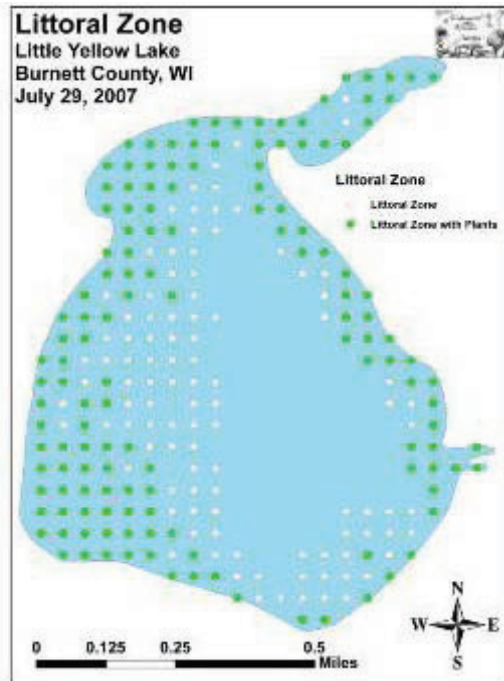 Littoral Zone
Little Yellow Lake
Burnett County, WI
July 29, 2007
Littoral Zone
Littoral Zone
Littoral Zone with Plants
N
W E
S
0 0.125 0.25 0.5
Miles